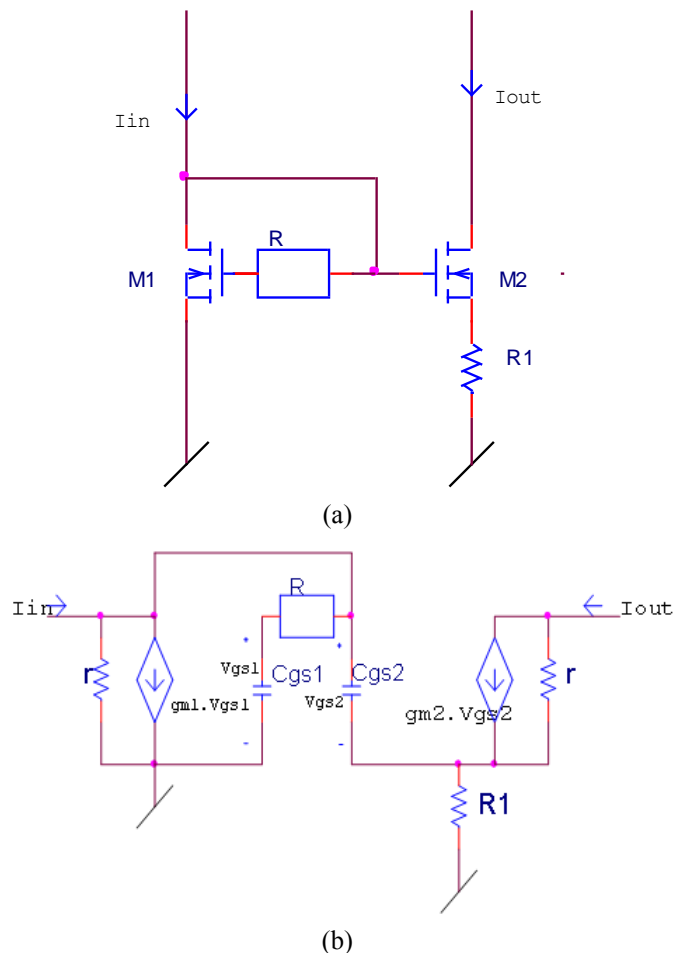 Iin
Iout
R
M1
M2
R1
(a)
R
Iin
Iout
Vgs1
Cgs1
Cgs2
r
gm1.Vgs1
Vgs2
gm2.Vgs2
r
R1
(b)